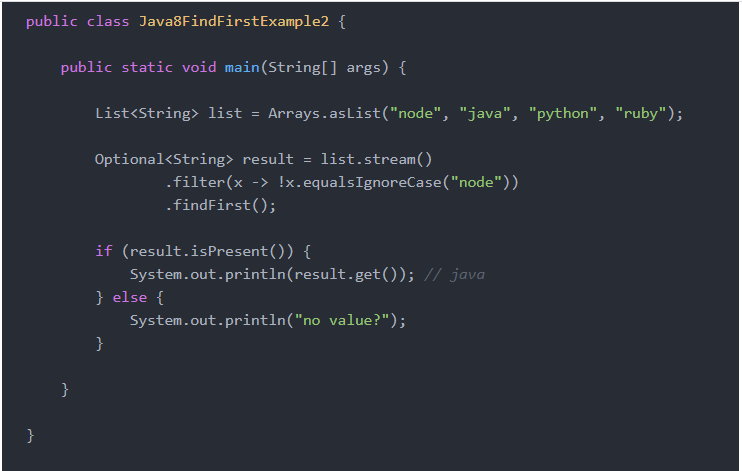 public class Java8FindFirstExample2 {
public static void main(String[] args) {
List<String> list = Arrays.asList("node", "java", "python", "ruby");
Optional<String> result = list.stream()
.filter(x -> !x.equalsIgnoreCase("node"))
.findFirst();
if (result.isPresent()) {
System.out.println(result.get()); // java
} else {
System.out.println("no value?");
}
}
}